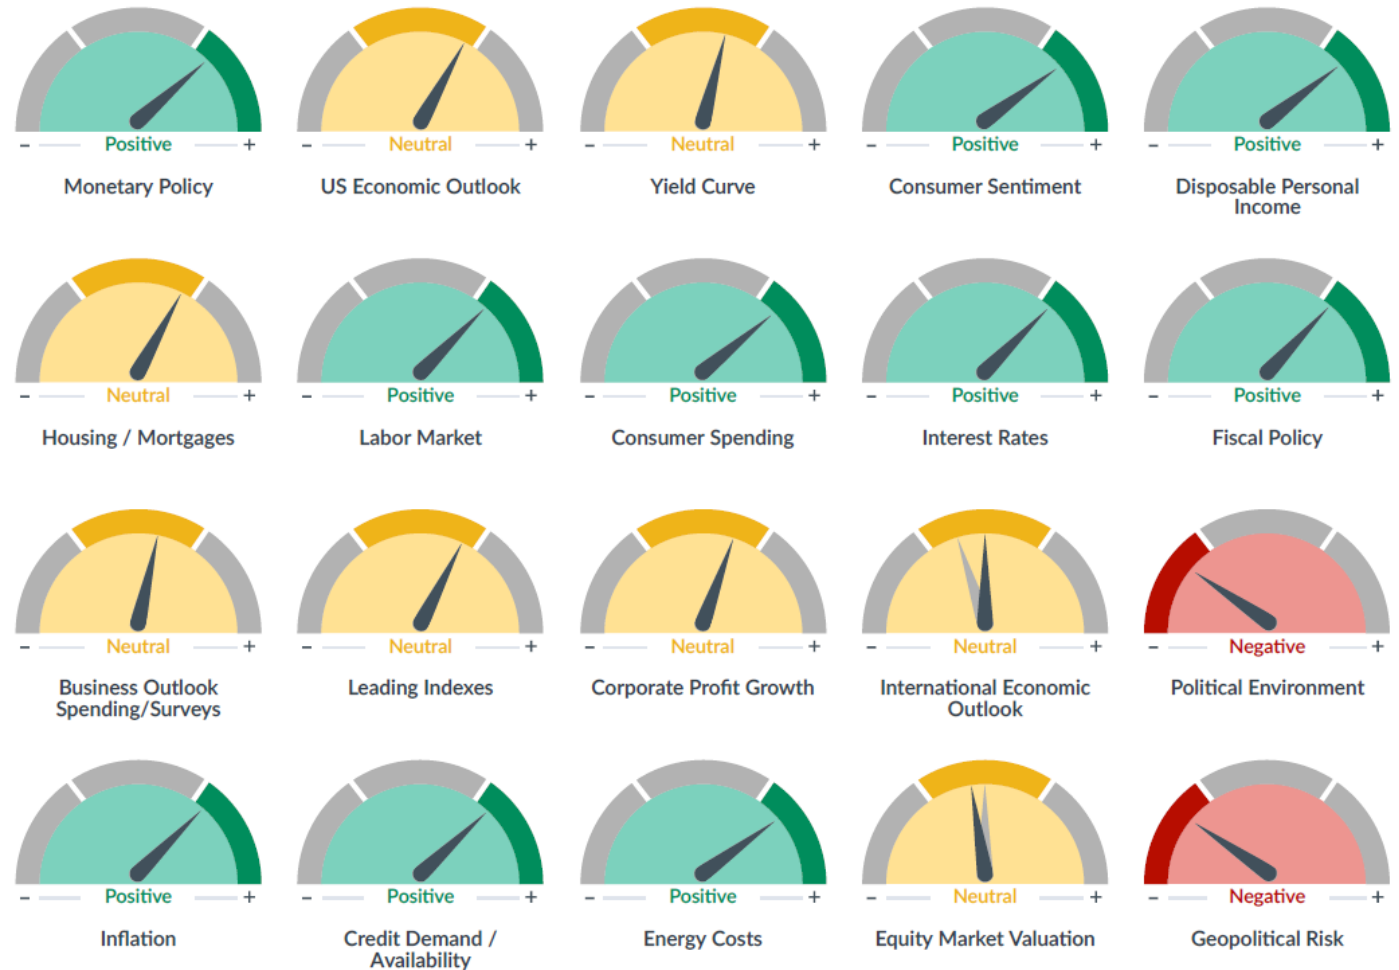 - Positive +
Monetary Policy
- Neutral +
US Economic Outlook
- Neutral +
Yield Curve
- Positive +
Consumer Sentiment
- Positive +
Disposable Personal
Income
- Neutral +
Housing / Mortgages
- Positive +
Labor Market
- Positive +
Consumer Spending
- Positive +
Interest Rates
- Positive +
Fiscal Policy
- Neutral +
Business Outlook
Spending/Surveys
- Neutral +
Leading Indexes
- Neutral +
Corporate Profit Growth
- Neutral +
International Economic
Outlook
- Negative +
Political Environment
- Positive +
Inflation
- Positive +
Credit Demand /
Availability
- Positive +
Energy Costs
- Neutral +
Equity Market Valuation
- Negative +
Geopolitical Risk